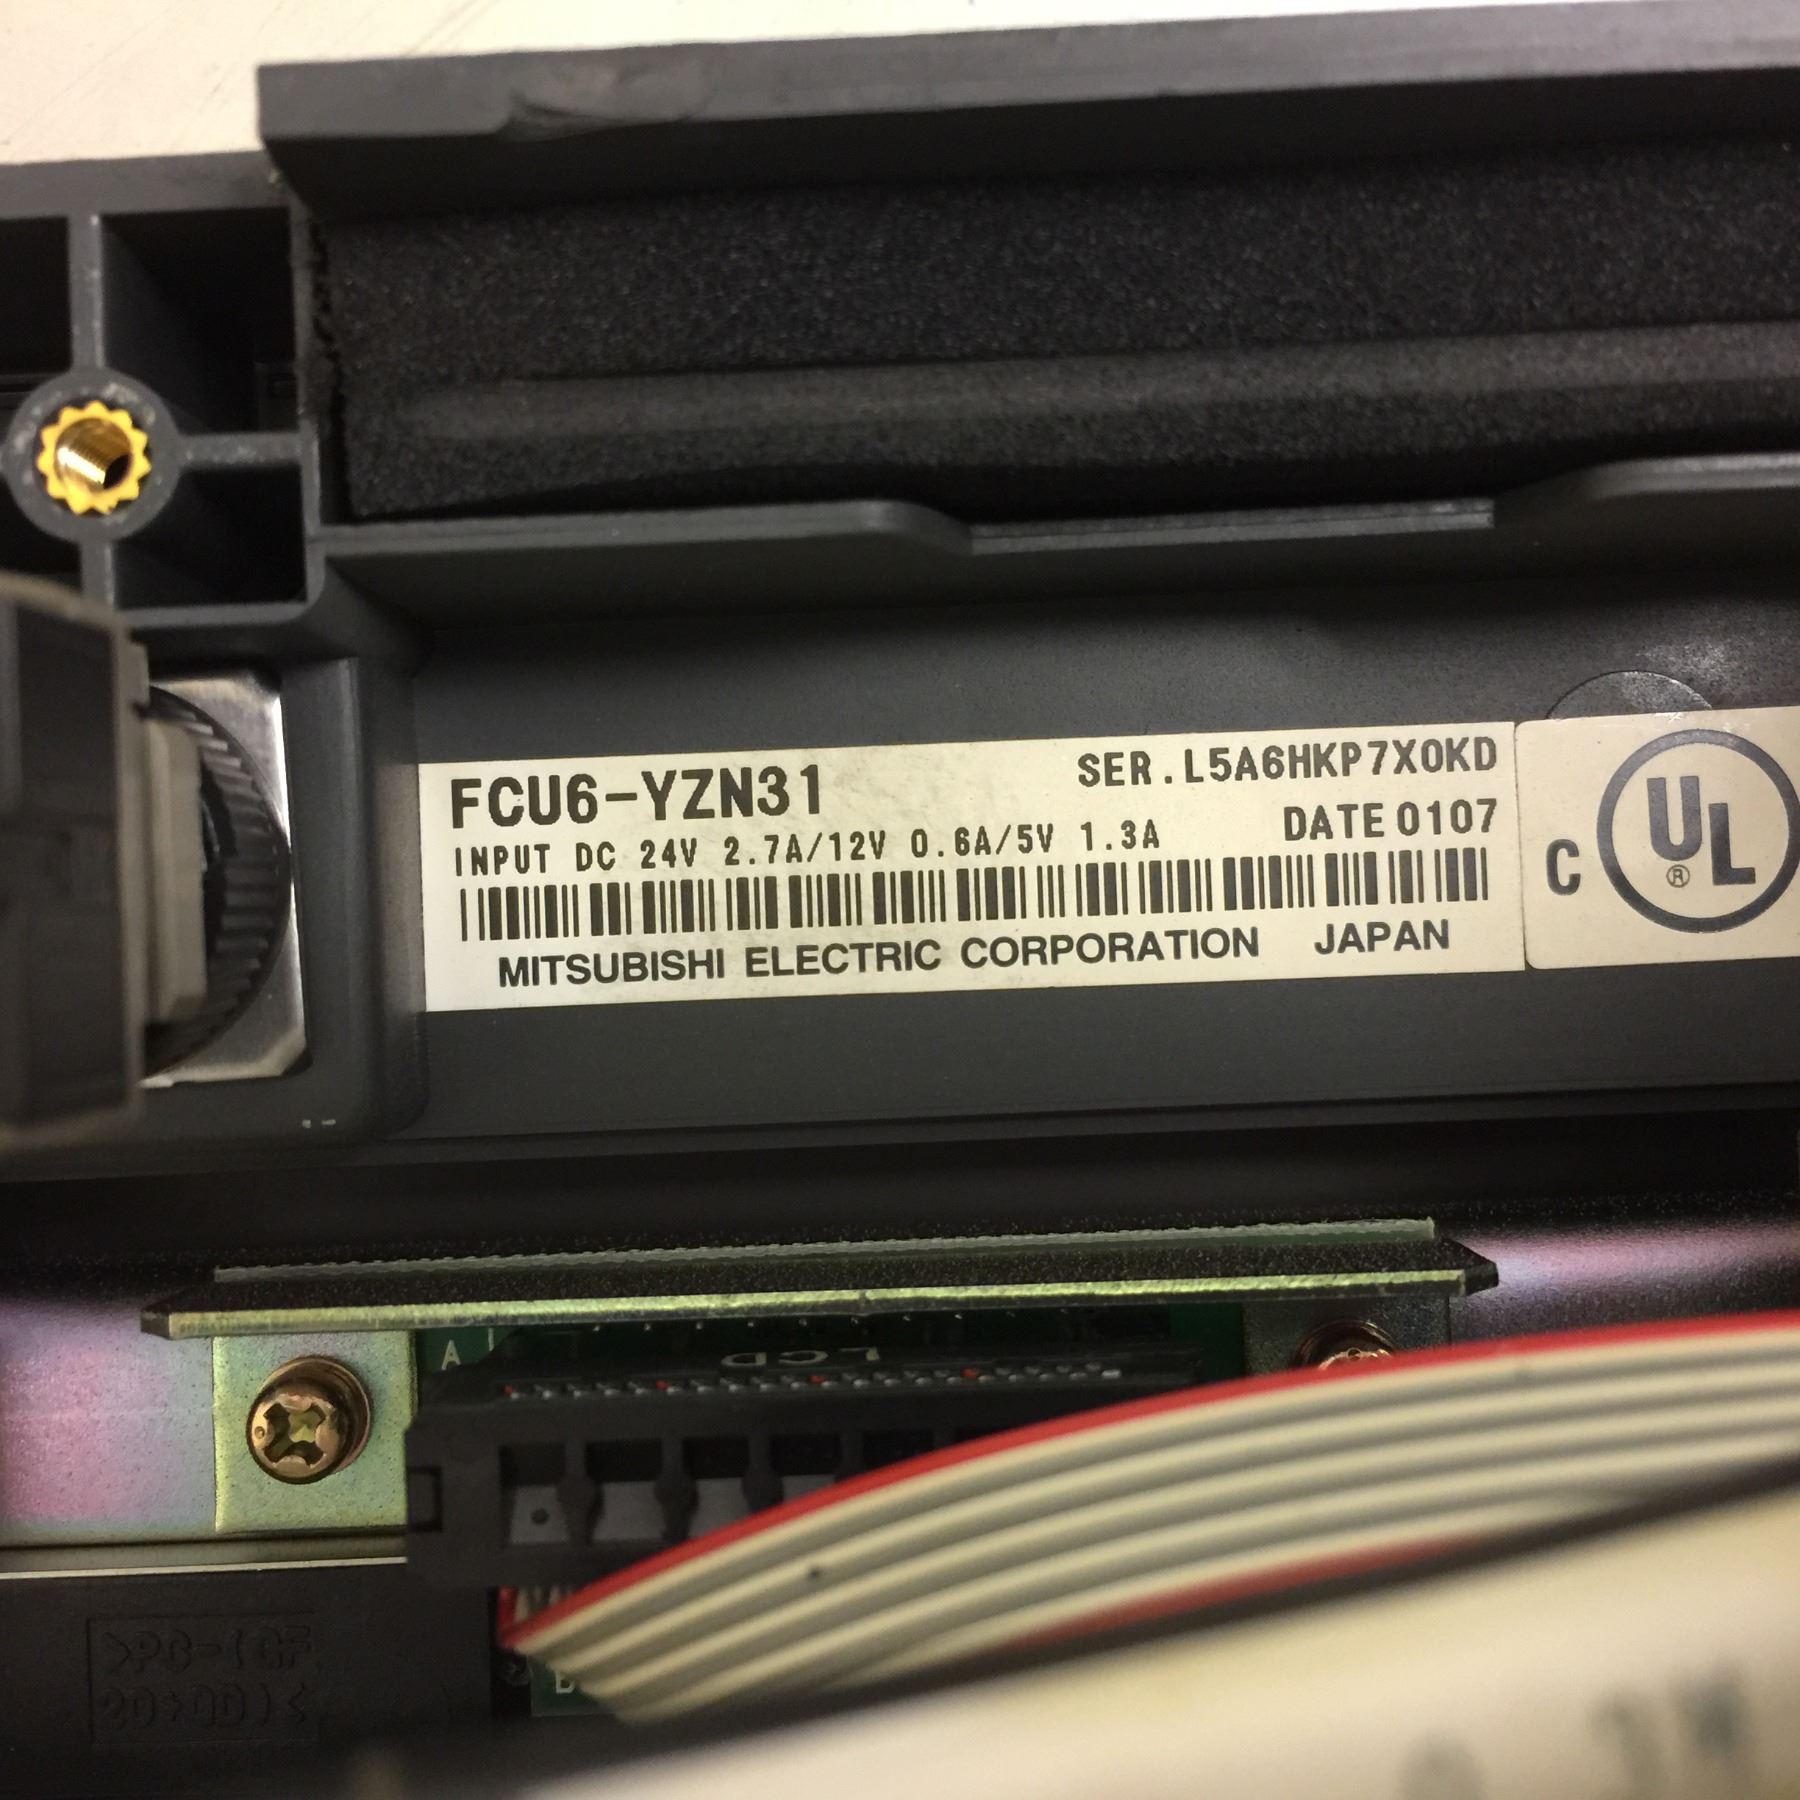 FCU6-YZN31
SER.L5A6HKP7X0KD
INPUT DC 24V 2.7A/12V 0.6A/5V 1.3A
DATE 0107
MITSUBISHI ELECTRIC CORPORATION JAPAN
C UL ®
A
LCD